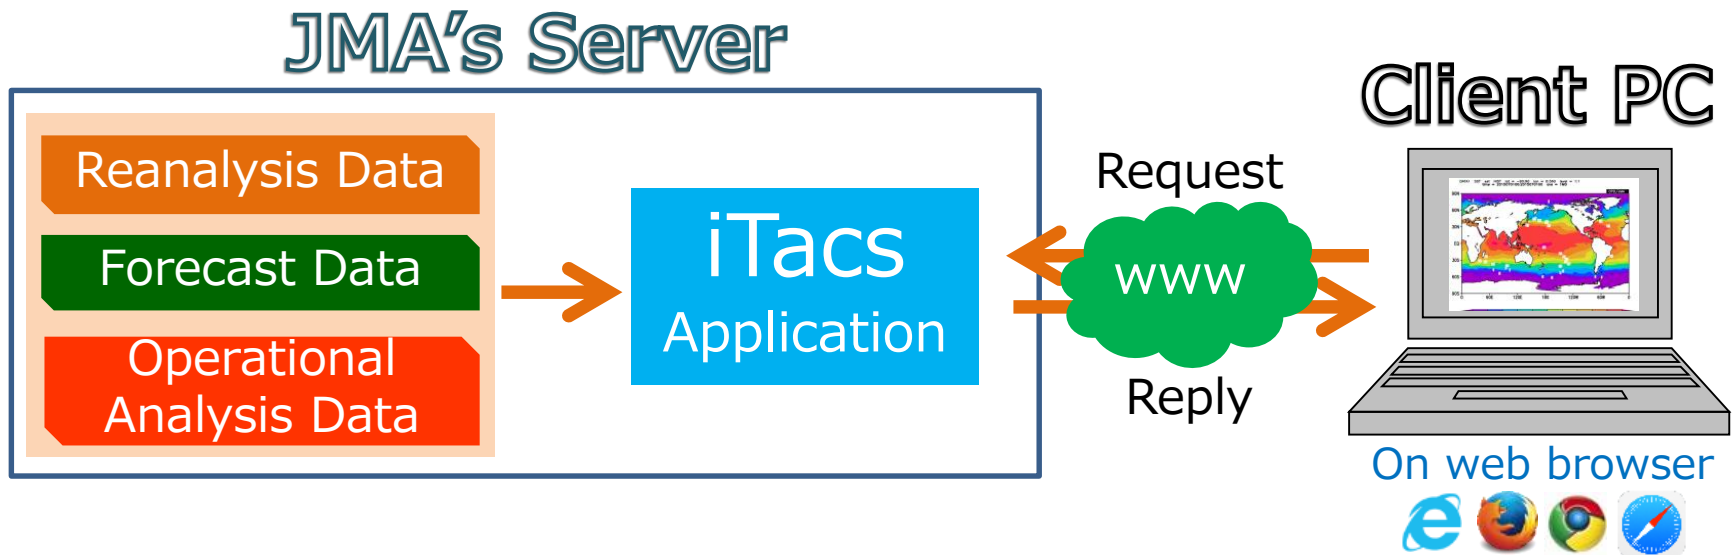 JMA's Server
Client PC
Reanalysis Data
Forecast Data
Operational
Analysis Data
iTacs
Application
Request
www
Reply
On web browser